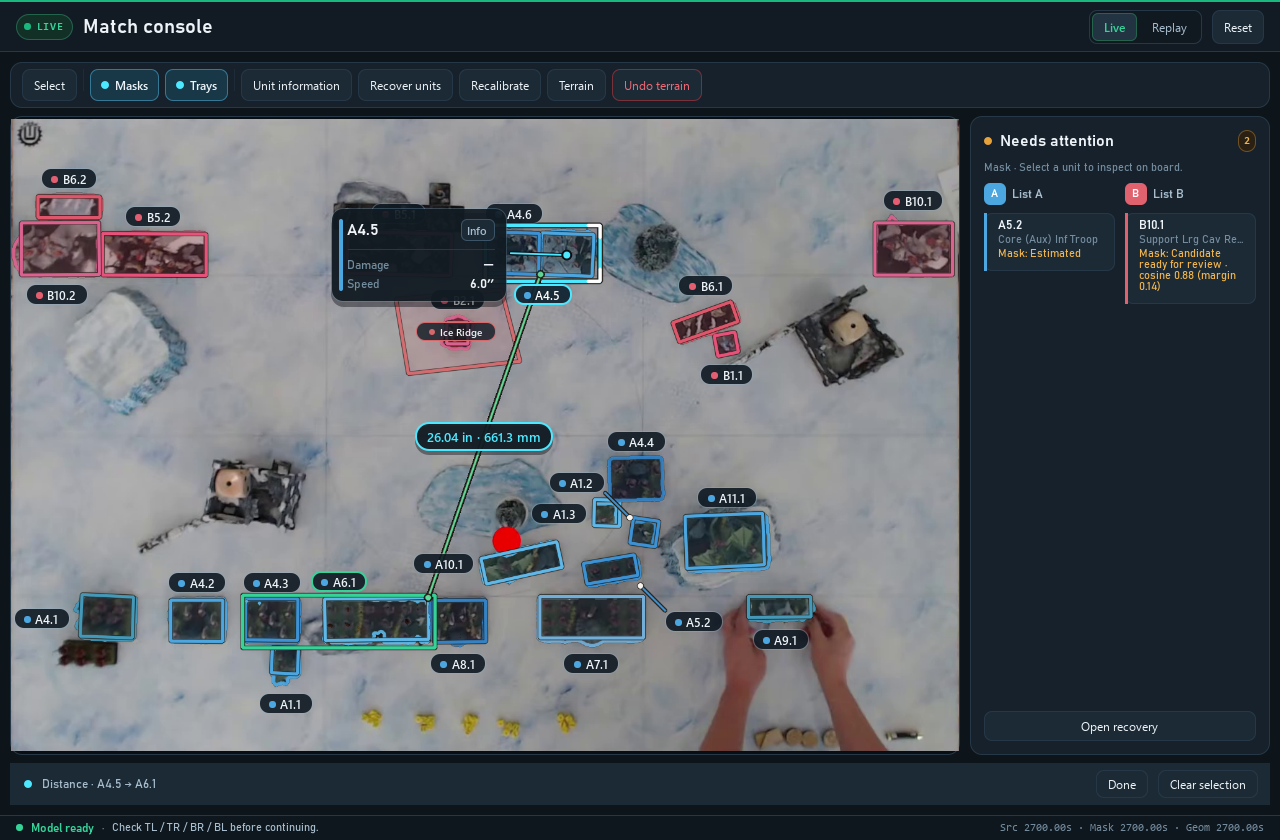 LIVE
Match console
Live
Replay
Reset
Select
Masks
Trays
Unit information
Recover units
Recalibrate
Terrain
Undo terrain
B6.2
B5.2
B10.2
A4.5
Info
Damage —
Speed 6.0″
A4.6
A4.5
B2.1
Ice Ridge
B10.1
B6.1
B1.1
26.04 in · 661.3 mm
A4.4
A1.2
A1.3
A11.1
A10.1
A4.2
A4.3
A6.1
A4.1
A5.2
A9.1
A8.1
A7.1
A1.1
Needs attention
2
Mask · Select a unit to inspect on board.
A List A
B List B
A5.2
Core (Aux) Inf Troop
Mask: Estimated
B10.1
Support Lrg Cav Re...
Mask: Candidate
ready for review ·
cosine 0.88 (margin
0.14)
Open recovery
Distance · A4.5 → A6.1
Done
Clear selection
Model ready · Check TL / TR / BR / BL before continuing.
Src 2700.00s · Mask 2700.00s · Geom 2700.00s